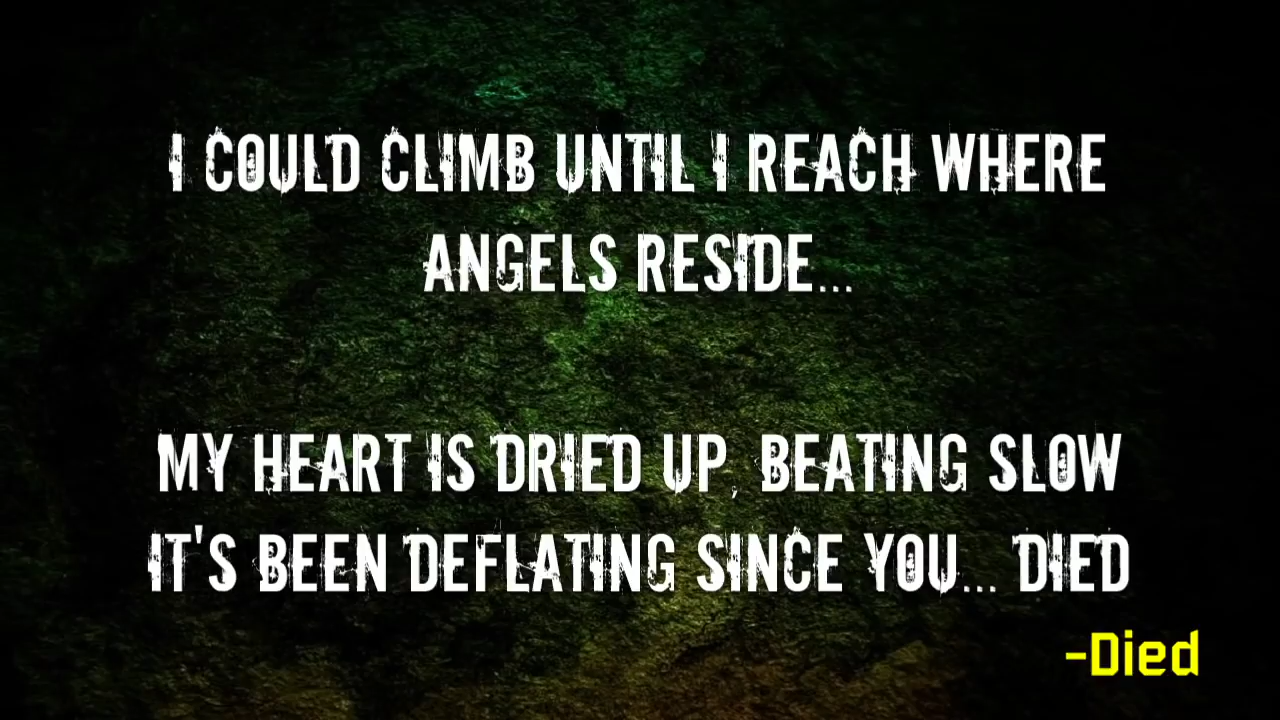 I COULD CLIMB UNTIL I REACH WHERE
ANGELS RESIDE...
MY HEART IS DRIED UP, BEATING SLOW
IT'S BEEN DEFLATING SINCE YOU... DIED
-Died